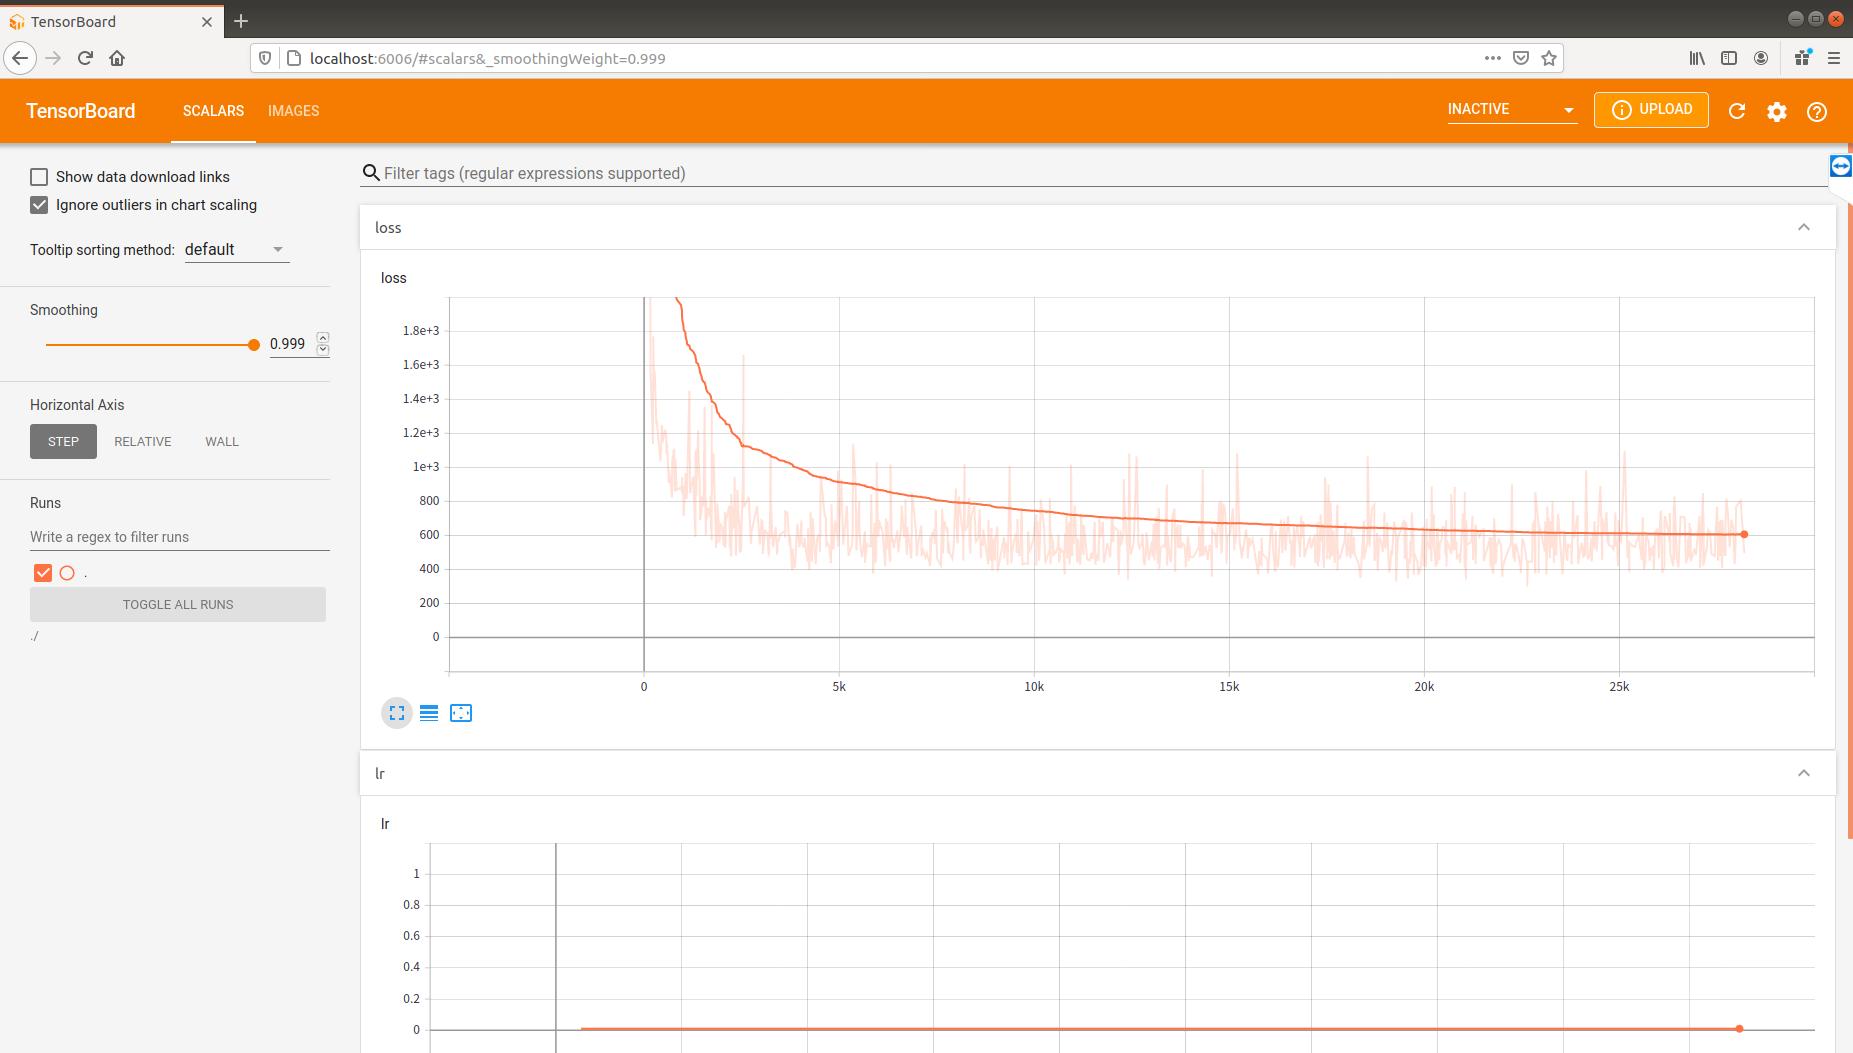 TensorBoard
localhost:6006/#scalars&_smoothingWeight=0.999
TensorBoard
SCALARS
IMAGES
INACTIVE
UPLOAD
Show data download links
Ignore outliers in chart scaling
Tooltip sorting method: default
Smoothing
0.999
Horizontal Axis
STEP
RELATIVE
WALL
Runs
Write a regex to filter runs
.
TOGGLE ALL RUNS
./
Filter tags (regular expressions supported)
loss
loss
1.8e+3
1.6e+3
1.4e+3
1.2e+3
1e+3
800
600
400
200
0
0 5k 10k 15k 20k 25k
lr
lr
1
0.8
0.6
0.4
0.2
0